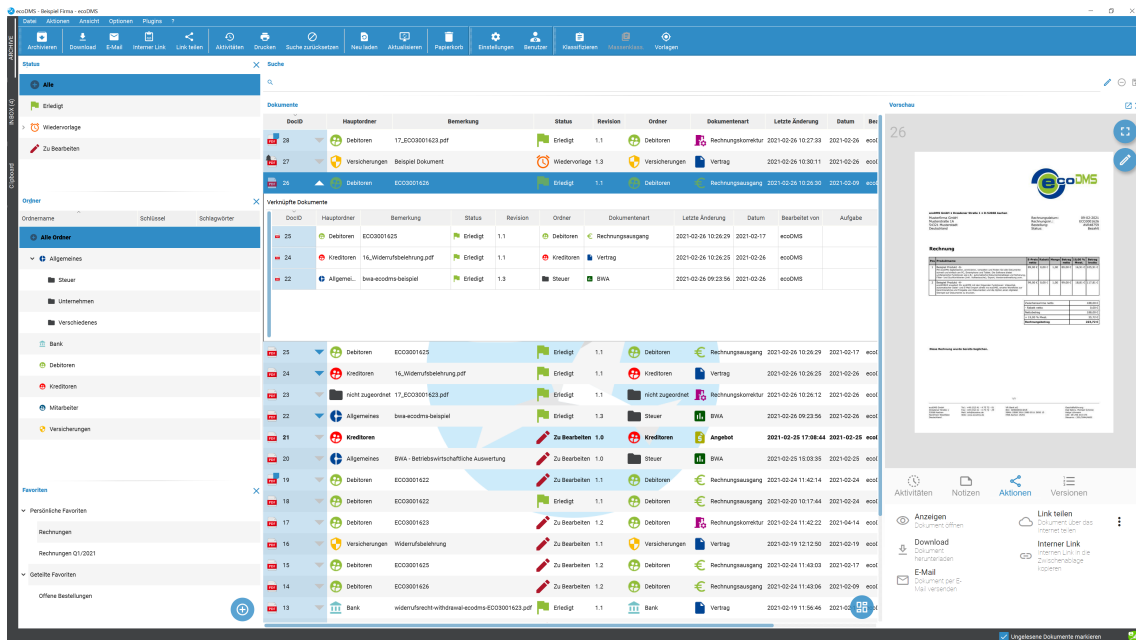 ecoDMS - Beispiel Firma - ecoDMS
Datei Aktionen Ansicht Optionen Plugins ?
Archivieren Download E-Mail Interner Link Link teilen Aktivitäten Drucken Suche zurücksetzen Neu laden Aktualisieren Papierkorb Einstellungen Benutzer Klassifizieren Massenklass. Vorlagen
ARCHIVE
INBOX (4)
Clipboard
Status
Alle
Erledigt
Wiedervorlage
Zu Bearbeiten
Ordner
Ordnername Schlüssel Schlagwörter
Alle Ordner
Allgemeines
Steuer
Unternehmen
Verschiedenes
Bank
Debitoren
Kreditoren
Mitarbeiter
Versicherungen
Favoriten
Persönliche Favoriten
Rechnungen
Rechnungen Q1/2021
Geteilte Favoriten
Offene Bestellungen
Suche
Dokumente
DocID Hauptordner Bemerkung Status Revision Ordner Dokumentenart Letzte Änderung Datum
28 Debitoren 17_ECO3001623.pdf Erledigt 1.1 Debitoren Rechnungskorrektur 2021-02-26 10:27:33 2021-02-26
27 Versicherungen Beispiel Dokument Wiedervorlage 1.3 Versicherungen Vertrag 2021-02-26 10:30:11 2021-02-26
26 Debitoren ECO3001626 Erledigt 1.1 Debitoren Rechnungsausgang 2021-02-26 10:26:30 2021-02-09
Verknüpfte Dokumente
DocID Hauptordner Bemerkung Status Revision Ordner Dokumentenart Letzte Änderung Datum Bearbeitet von Aufgabe
25 Debitoren ECO3001625 Erledigt 1.1 Debitoren Rechnungsausgang 2021-02-26 10:26:29 2021-02-17 ecoDMS
24 Kreditoren 16_Widerrufsbelehrung.pdf Erledigt 1.1 Kreditoren Vertrag 2021-02-26 10:26:25 2021-02-26 ecoDMS
22 Allgemei... bwa-ecodms-beispiel Erledigt 1.3 Steuer BWA 2021-02-26 09:23:56 2021-02-26 ecoDMS
25 Debitoren ECO3001625 Erledigt 1.1 Debitoren Rechnungsausgang 2021-02-26 10:26:29 2021-02-17
24 Kreditoren 16_Widerrufsbelehrung.pdf Erledigt 1.1 Kreditoren Vertrag 2021-02-26 10:26:25 2021-02-26
23 nicht zugeordnet 17_ECO3001623.pdf Erledigt 1.1 nicht zugeordnet Rechnungskorrektur 2021-02-26 10:26:12 2021-02-26
22 Allgemeines bwa-ecodms-beispiel Erledigt 1.3 Steuer BWA 2021-02-26 09:23:56 2021-02-26
21 Kreditoren Zu Bearbeiten 1.0 Kreditoren Angebot 2021-02-25 17:08:44 2021-02-25
20 Allgemeines BWA - Betriebswirtschaftliche Auswertung Zu Bearbeiten 1.0 Steuer BWA 2021-02-25 15:03:35 2021-02-25
19 Debitoren ECO3001622 Zu Bearbeiten 1.1 Debitoren Rechnungsausgang 2021-02-24 11:42:14 2021-02-24
18 Debitoren ECO3001622 Erledigt 1.1 Debitoren Rechnungsausgang 2021-02-20 10:17:44 2021-02-24
17 Debitoren ECO3001623 Zu Bearbeiten 1.2 Debitoren Rechnungskorrektur 2021-02-24 11:42:22 2021-04-14
16 Versicherungen Widerrufsbelehrung Zu Bearbeiten 1.2 Versicherungen Vertrag 2021-02-19 12:12:50 2021-02-19
15 Debitoren ECO3001625 Zu Bearbeiten 1.2 Debitoren Rechnungsausgang 2021-02-24 11:43:03 2021-02-17
14 Debitoren ECO3001626 Zu Bearbeiten 1.2 Debitoren Rechnungsausgang 2021-02-24 11:43:06 2021-02-09
13 Bank widerrufsrecht-withdrawal-ecodms-ECO3001623.pdf Erledigt 1.1 Bank Vertrag 2021-02-19 11:56:46
Vorschau
26
ecoDMS
Rechnung
Aktivitäten Notizen Aktionen Versionen
Anzeigen
Dokument öffnen
Link teilen
Dokument über das
Internet teilen
Download
Dokument
herunterladen
Interner Link
Internen Link in die
Zwischenablage
kopieren
E-Mail
Dokument per E-
Mail versenden
Ungelesene Dokumente markieren